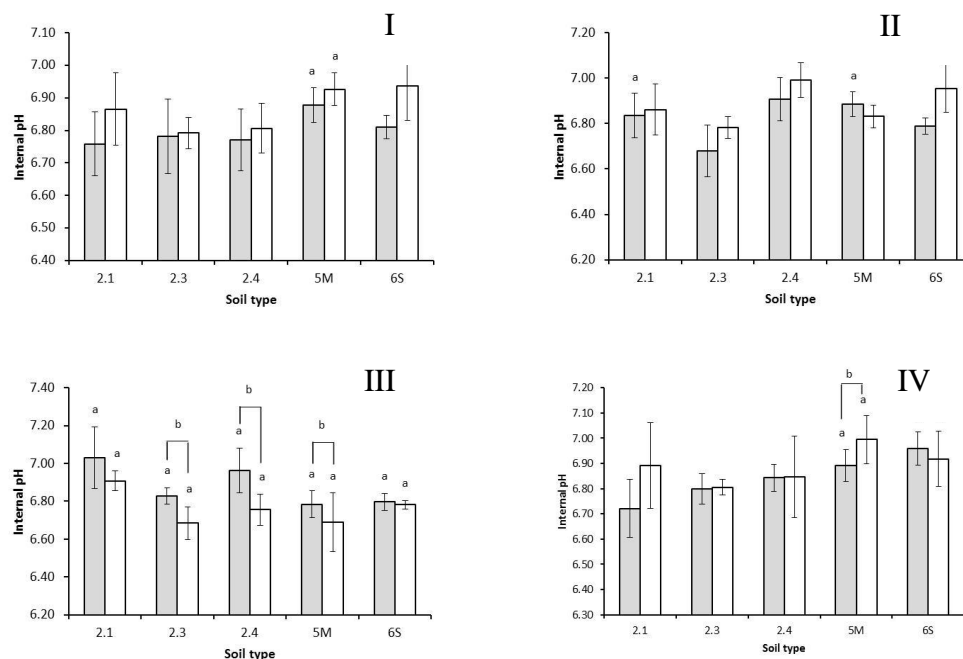 I
7.10
7.00
6.90
6.80
6.70
6.60
6.50
6.40
Internal pH
a a
2.1 2.3 2.4 5M 6S
Soil type
II
7.20
7.00
6.80
6.60
6.40
6.20
Internal pH
a a
2.1 2.3 2.4 5M 6S
Soil type
III
7.40
7.20
7.00
6.80
6.60
6.40
6.20
Internal pH
b b b
a a a a a a a a a a
2.1 2.3 2.4 5M 6S
Soil type
IV
7.20
7.10
7.00
6.90
6.80
6.70
6.60
6.50
6.40
6.30
Internal pH
b
a a
2.1 2.3 2.4 5M 6S
Soil type